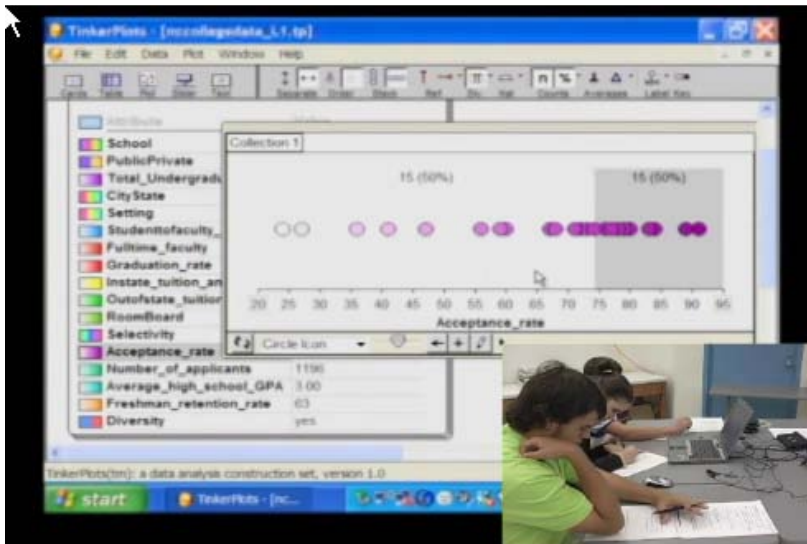 TinkerPlots - [nccollegedata_L1.tp]
File Edit Data Plot Window Help
Cards Table Plot Slider Text Separate Order Stack Ref Div. Hat Counts Averages Label Key
Attribute
School
PublicPrivate
Total_Undergradu
CityState
Setting
Studenttofaculty_
Fulltime_faculty
Graduation_rate
Instate_tuition_an
Outofstate_tuition
RoomBoard
Selectivity
Acceptance_rate
Number_of_applicants 1196
Average_high_school_GPA 3.00
Freshman_retention_rate 63
Diversity yes
Collection 1
15 (50%) 15 (50%)
20 25 30 35 40 45 50 55 60 65 70 75 80 85 90 95
Acceptance_rate
Circle Icon
TinkerPlots(tm): a data analysis construction set, version 1.0
start TinkerPlots - [nc...